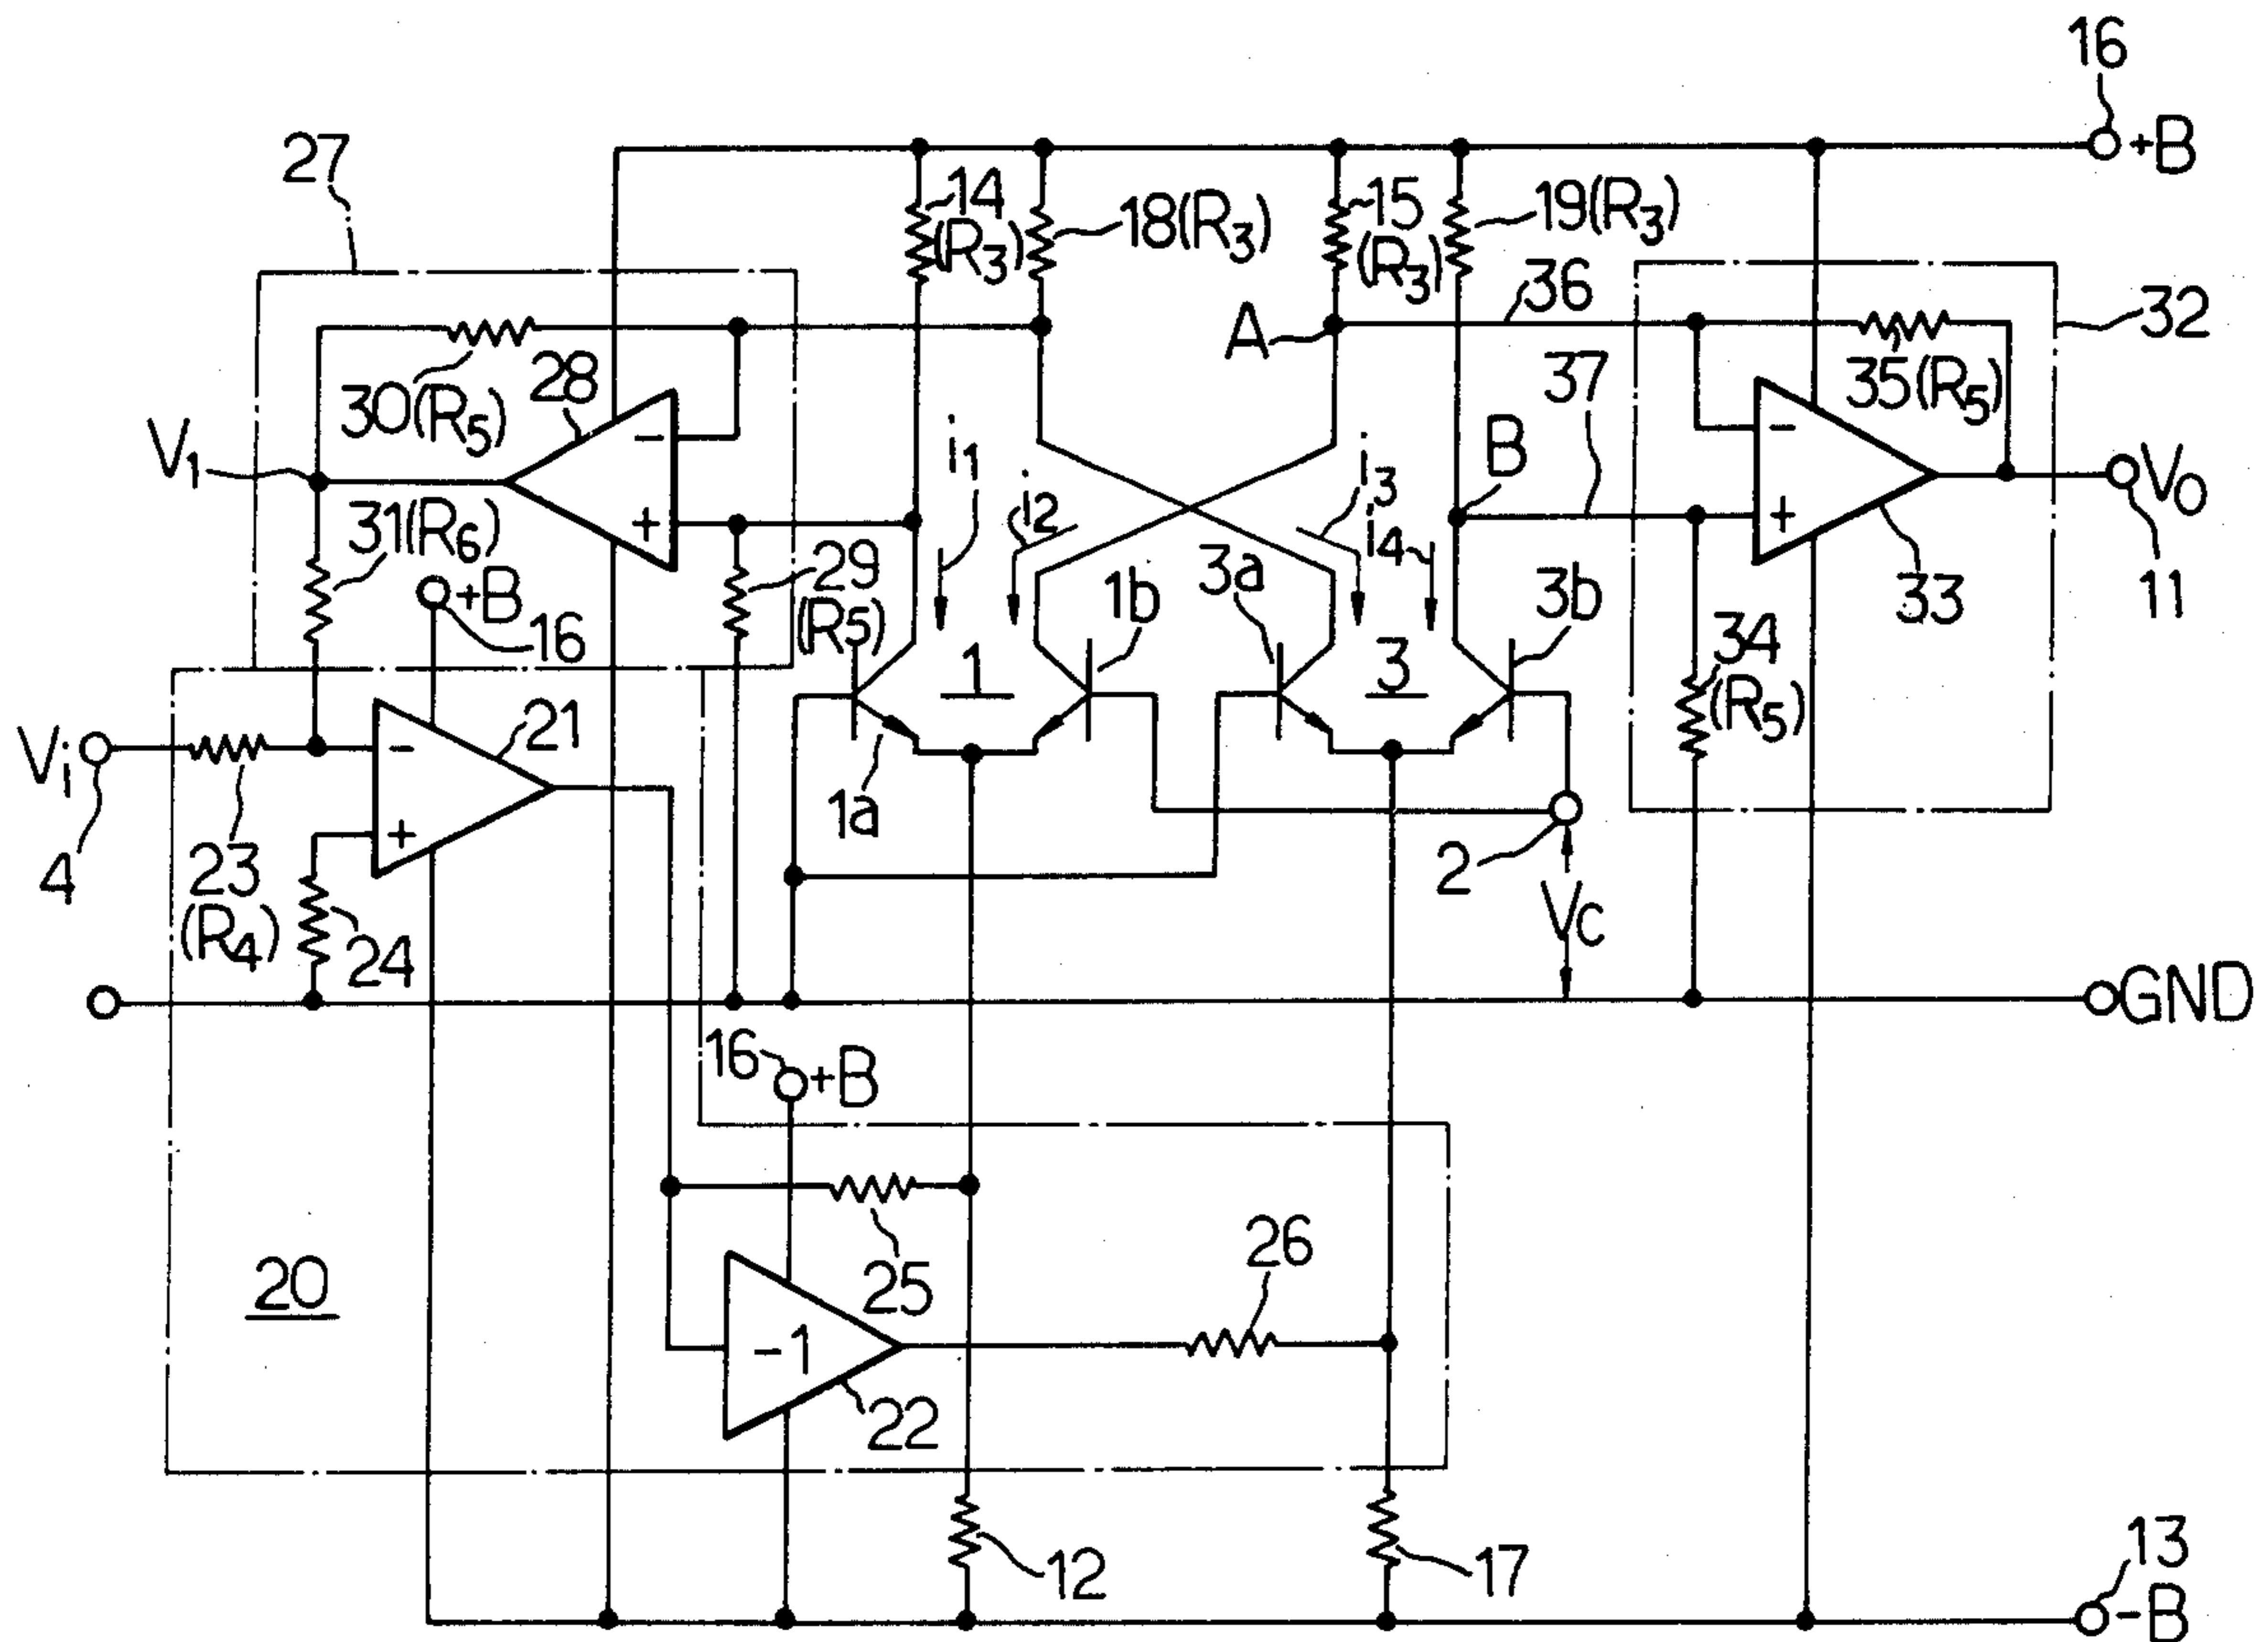 16
+B
27
14
(R3)
18(R3)
15
(R3)
19(R3)
36
32
A
28
30(R5)
37
35(R5)
V1
-
i1
i2
i3
i4
B
-
VO
31(R6)
+
+
+B
16
29
(R5)
1b
3a
3b
33
11
1
3
34
(R5)
21
Vi
-
1a
+
2
4
23
(R4)
24
VC
GND
16
+B
26
20
25
-1
22
12
17
13
-B